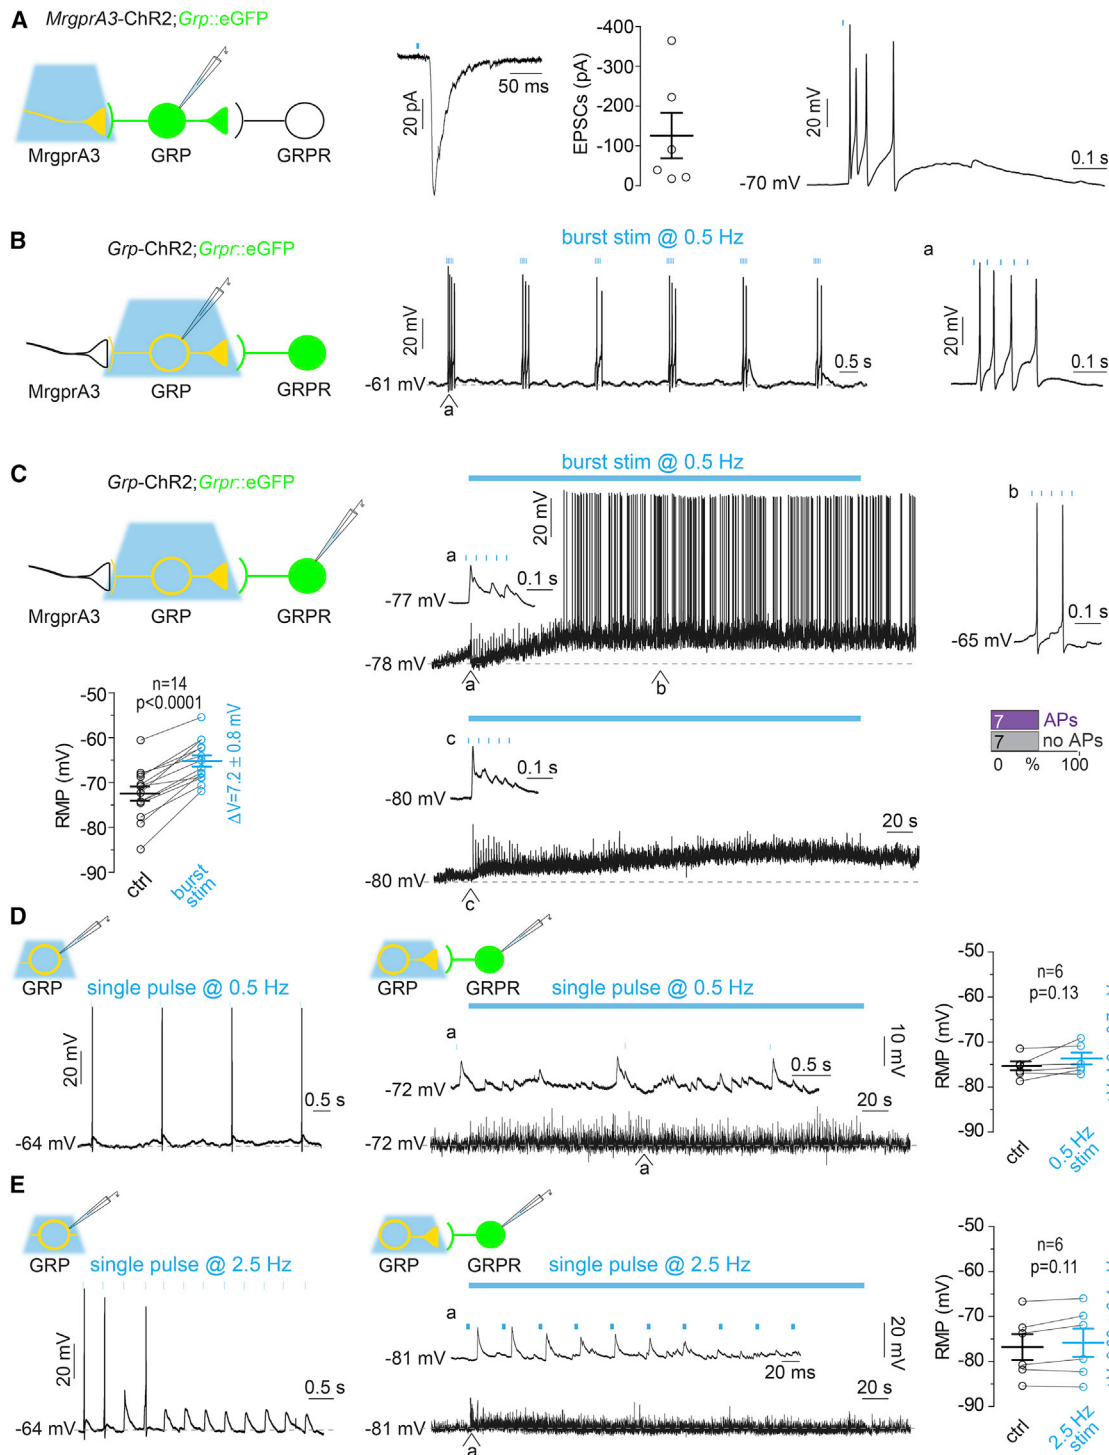 A
MrgprA3-ChR2;Grp::eGFP
MrgprA3
GRP
GRPR
20 pA
50 ms
EPSCs (pA)
-400
-300
-200
-100
0
20 mV
-70 mV
0.1 s
B
Grp-ChR2;Grpr::eGFP
MrgprA3
GRP
GRPR
burst stim @ 0.5 Hz
20 mV
-61 mV
0.5 s
a
a
20 mV
0.1 s
C
Grp-ChR2;Grpr::eGFP
MrgprA3
GRP
GRPR
burst stim @ 0.5 Hz
20 mV
a
0.1 s
-77 mV
-78 mV
a
b
b
0.1 s
-65 mV
n=14
p<0.0001
RMP (mV)
-50
-60
-70
-80
-90
ctrl
burst stim
ΔV=7.2 ± 0.8 mV
c
0.1 s
-80 mV
20 s
-80 mV
c
7 APs
7 no APs
0 % 100
D
GRP
single pulse @ 0.5 Hz
20 mV
0.5 s
-64 mV
GRP
GRPR
single pulse @ 0.5 Hz
a
10 mV
0.5 s
-72 mV
20 s
-72 mV
a
n=6
p=0.13
RMP (mV)
-50
-60
-70
-80
-90
ctrl
0.5 Hz stim
E
GRP
single pulse @ 2.5 Hz
20 mV
0.5 s
-64 mV
GRP
GRPR
single pulse @ 2.5 Hz
a
20 mV
-81 mV
20 ms
20 s
-81 mV
a
n=6
p=0.11
RMP (mV)
-50
-60
-70
-80
-90
ctrl
2.5 Hz stim